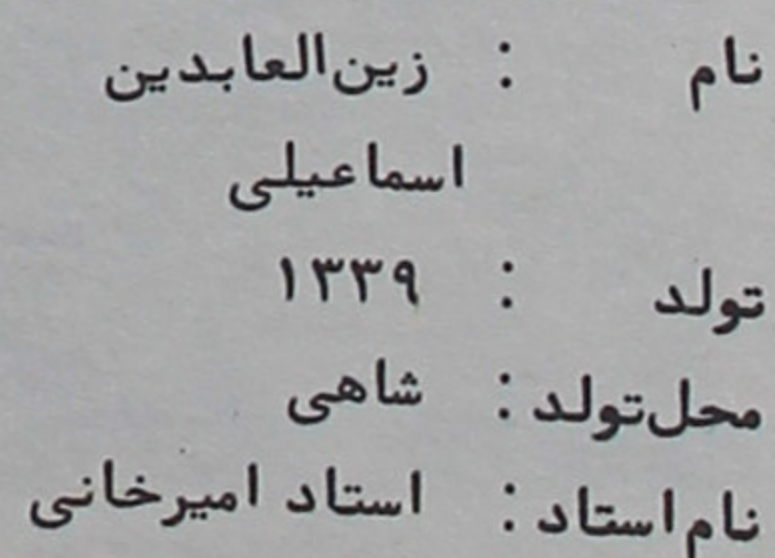 نام : زین‌العابدین
اسماعیلی
تولد : ۱۳۳۹
محل‌تولد : شاهی
نام‌استاد : استاد امیرخانی